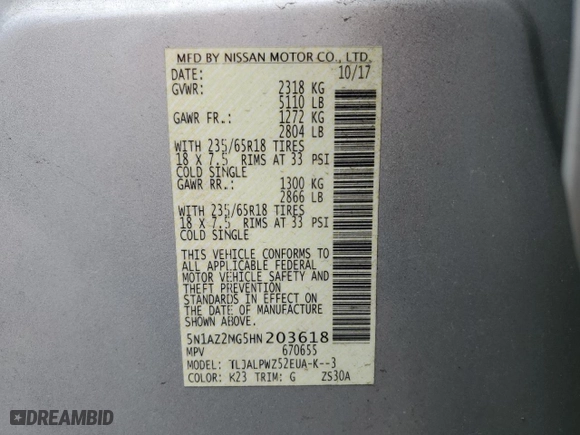 MFD BY NISSAN MOTOR CO., LTD.
DATE: 10/17
GVWR: 2318 KG
5110 LB
GAWR FR.: 1272 KG
2804 LB
WITH 235/65R18 TIRES
18 X 7.5 RIMS AT 33 PSI
COLD SINGLE
GAWR RR.: 1300 KG
2866 LB
WITH 235/65R18 TIRES
18 X 7.5 RIMS AT 33 PSI
COLD SINGLE
THIS VEHICLE CONFORMS TO
ALL APPLICABLE FEDERAL
MOTOR VEHICLE SAFETY AND
THEFT PREVENTION
STANDARDS IN EFFECT ON
THE DATE OF MANUFACTURE
SHOWN ABOVE.
5N1AZ2MG5HN203618
MPV 670655
MODEL: TLJALPWZ52EUA-K--3
COLOR: K23 TRIM: G ZS30A
DREAMBID